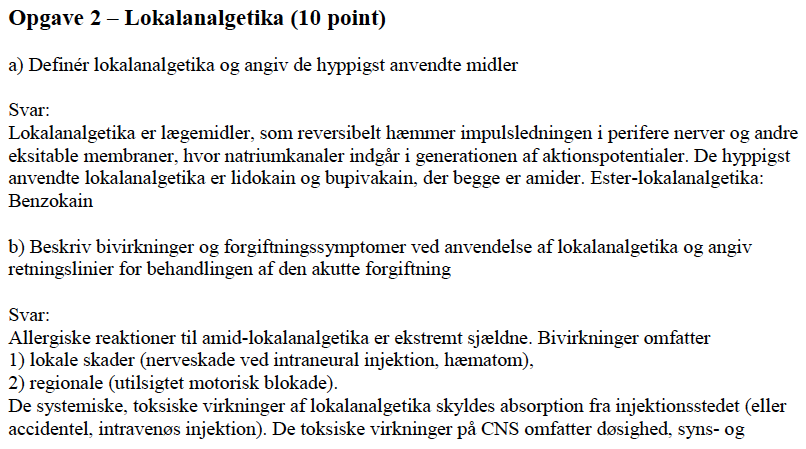 Opgave 2 – Lokalanalgetika (10 point)
a) Definér lokalanalgetika og angiv de hyppigst anvendte midler
Svar:
Lokalanalgetika er lægemidler, som reversibelt hæmmer impulsledningen i perifere nerver og andre
eksitable membraner, hvor natriumkanaler indgår i generationen af aktionspotentialer. De hyppigst
anvendte lokalanalgetika er lidokain og bupivakain, der begge er amider. Ester-lokalanalgetika:
Benzokain
b) Beskriv bivirkninger og forgiftningssymptomer ved anvendelse af lokalanalgetika og angiv
retningslinier for behandlingen af den akutte forgiftning
Svar:
Allergiske reaktioner til amid-lokalanalgetika er ekstremt sjældne. Bivirkninger omfatter
1) lokale skader (nerveskade ved intraneural injektion, hæmatom),
2) regionale (utilsigtet motorisk blokade).
De systemiske, toksiske virkninger af lokalanalgetika skyldes absorption fra injektionsstedet (eller
accidentel, intravenøs injektion). De toksiske virkninger på CNS omfatter døsighed, syns- og